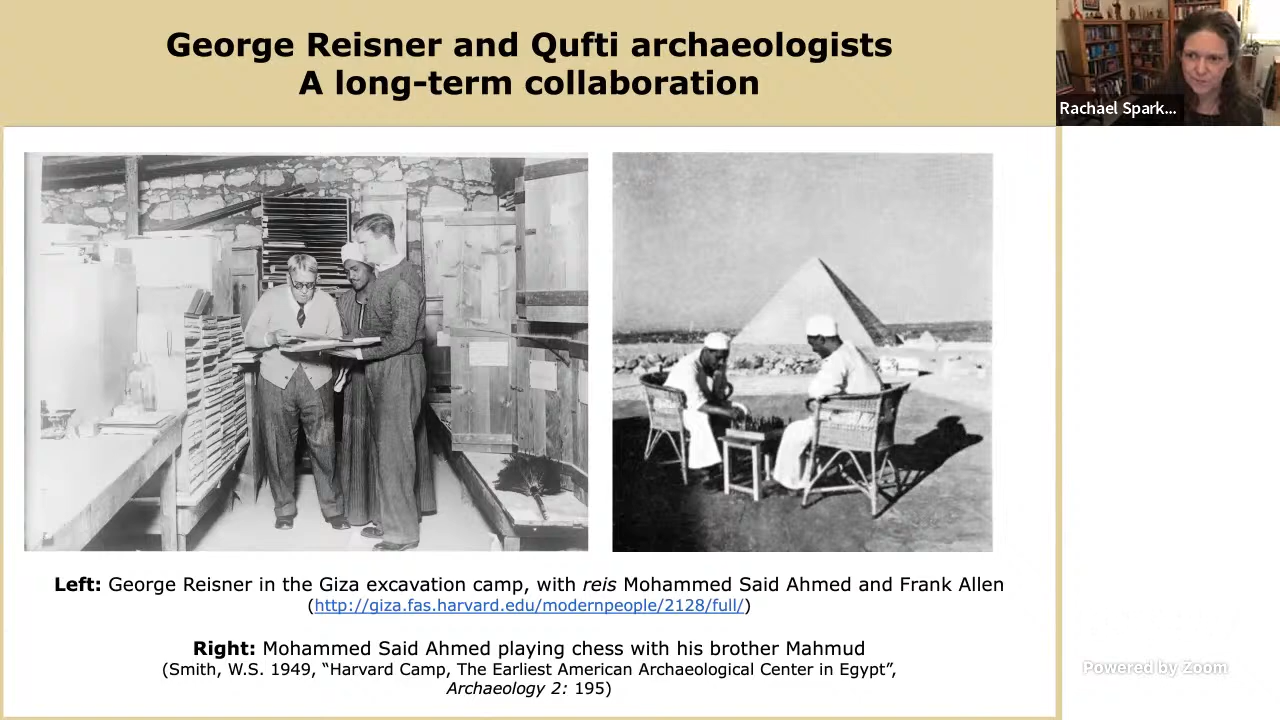 George Reisner and Qufti archaeologists
A long-term collaboration
Rachael Spark...
Left: George Reisner in the Giza excavation camp, with reis Mohammed Said Ahmed and Frank Allen
(http://giza.fas.harvard.edu/modernpeople/2128/full/)
Right: Mohammed Said Ahmed playing chess with his brother Mahmud
(Smith, W.S. 1949, “Harvard Camp, The Earliest American Archaeological Center in Egypt”,
Archaeology 2: 195)
Powered by Zoom